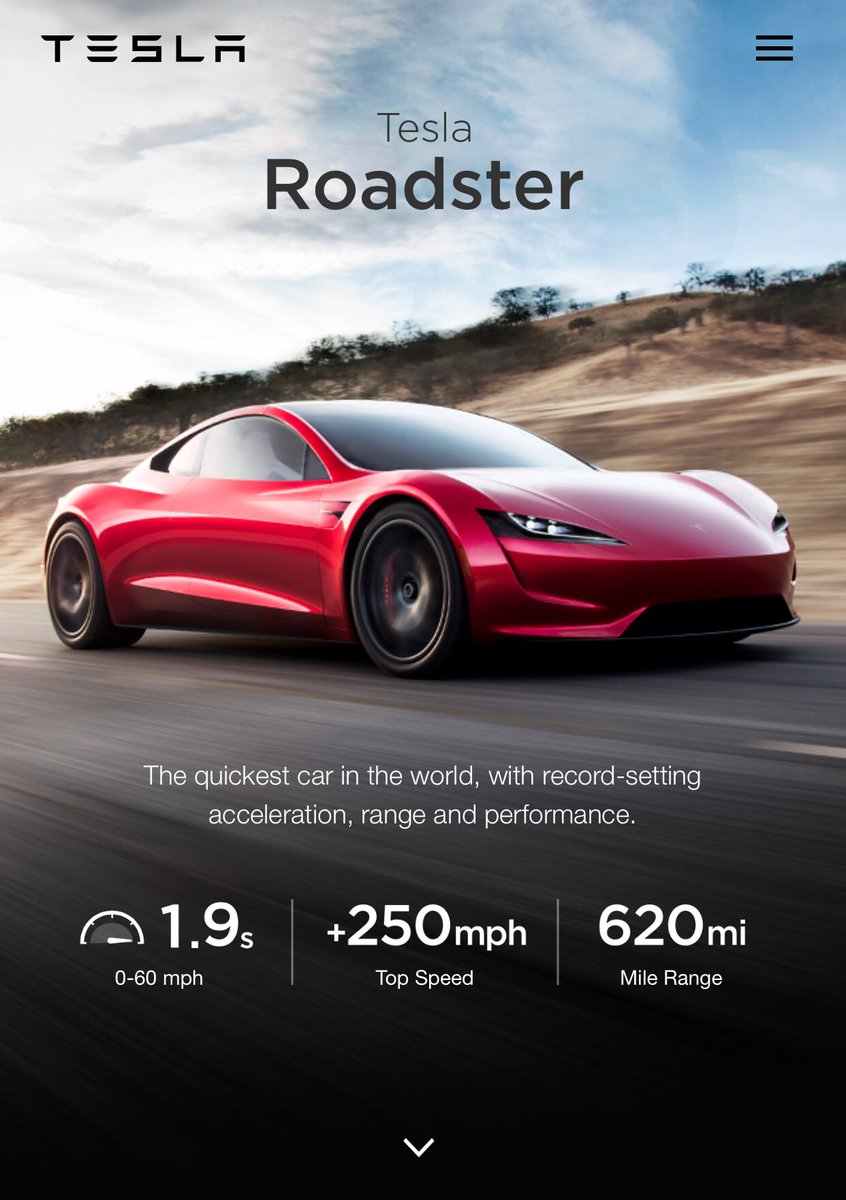 TESLA
Tesla
Roadster
The quickest car in the world, with record-setting
acceleration, range and performance.
1.9s +250mph 620mi
0-60 mph Top Speed Mile Range